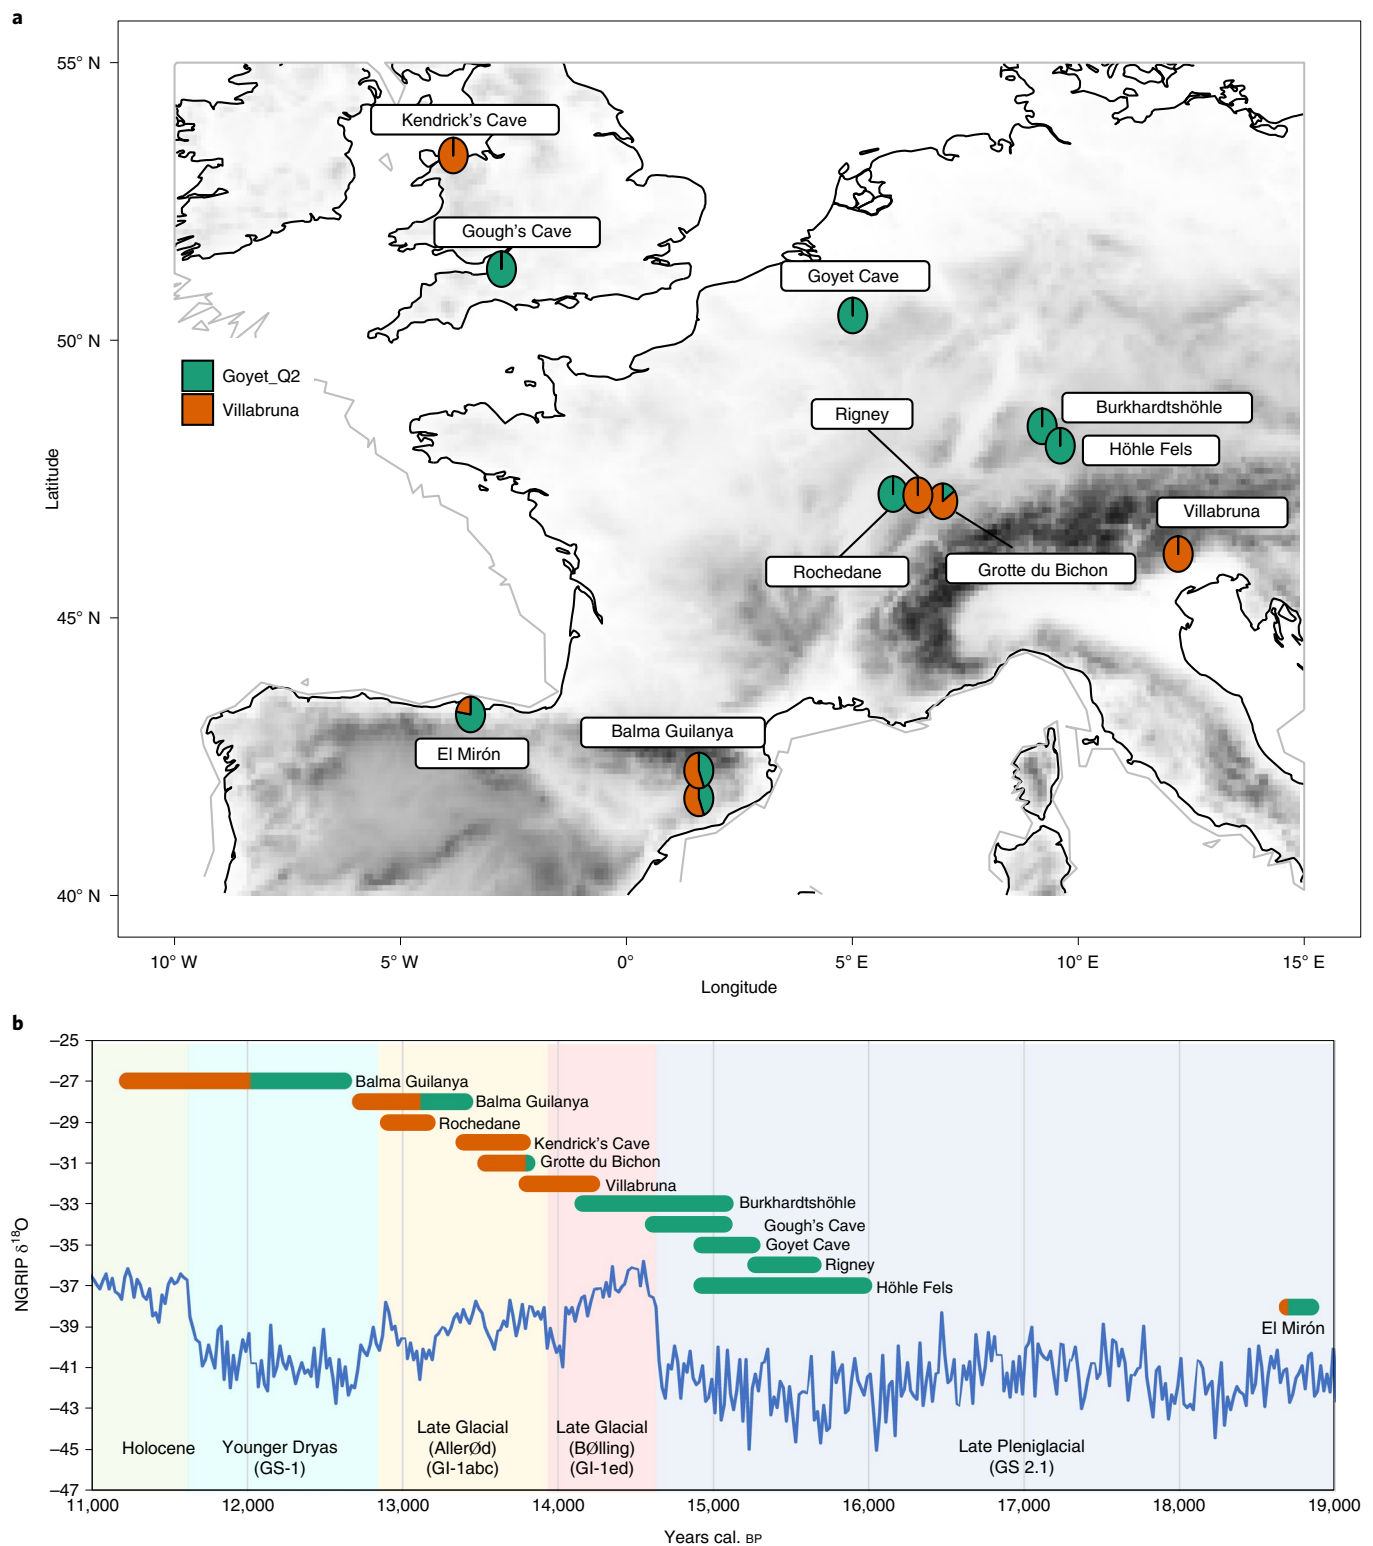 a
55° N
50° N
45° N
40° N
Latitude
Kendrick's Cave
Gough's Cave
Goyet Cave
Goyet_Q2
Villabruna
Rigney
Burkhardtshöhle
Höhle Fels
Villabruna
Rochedane
Grotte du Bichon
Balma Guilanya
El Mirón
10° W
5° W
0°
5° E
10° E
15° E
Longitude
b
–25
–27
–29
–31
–33
–35
–37
–39
–41
–43
–45
–47
NGRIP δ18O
Balma Guilanya
Balma Guilanya
Rochedane
Kendrick's Cave
Grotte du Bichon
Villabruna
Burkhardtshöhle
Gough's Cave
Goyet Cave
Rigney
Höhle Fels
El Mirón
Holocene
Younger Dryas
(GS-1)
Late Glacial
(AllerØd)
(GI-1abc)
Late Glacial
(BØlling)
(GI-1ed)
Late Pleniglacial
(GS 2.1)
11,000
12,000
13,000
14,000
15,000
16,000
17,000
18,000
19,000
Years cal. BP